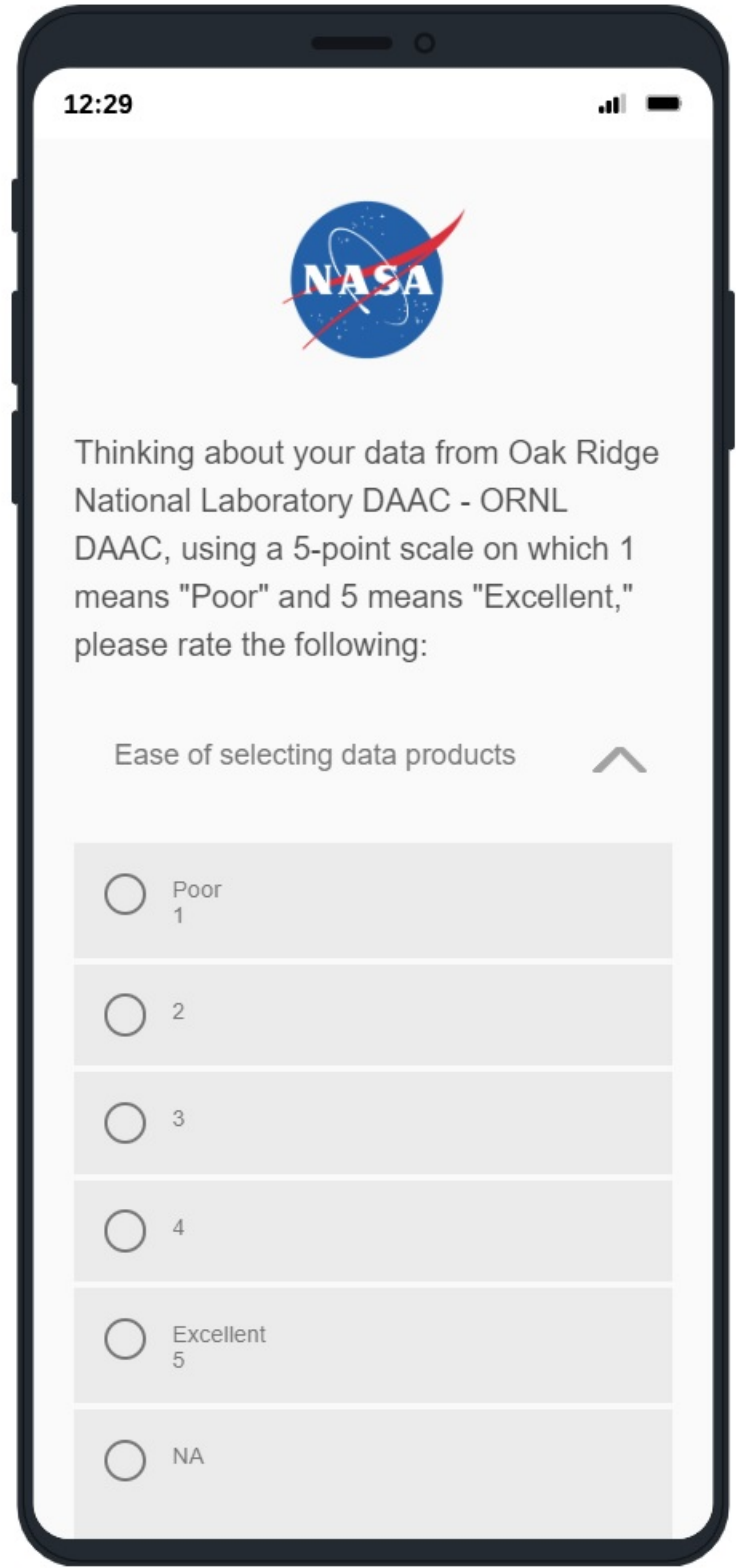 12:29
NASA
Thinking about your data from Oak Ridge
National Laboratory DAAC - ORNL
DAAC, using a 5-point scale on which 1
means "Poor" and 5 means "Excellent,"
please rate the following:
Ease of selecting data products
Poor
1
2
3
4
Excellent
5
NA